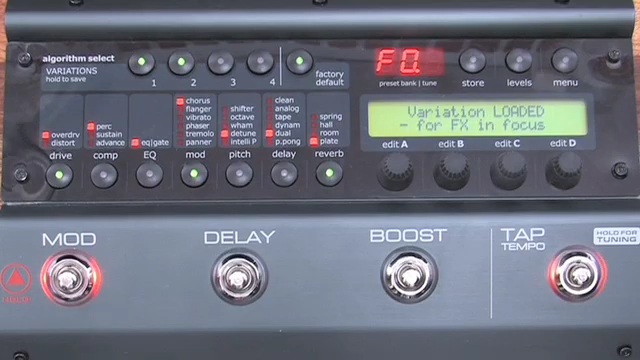 algorithm select
VARIATIONS
hold to save
1
2
3
4
factory
default
F0.
preset bank | tune
store
levels
menu
Variation LOADED
- for FX in focus
edit A
edit B
edit C
edit D
overdrv
distort
perc
sustain
advance
eq|gate
chorus
flanger
vibrato
phaser
tremolo
panner
shifter
octave
wham
detune
intelli P
clean
analog
tape
dynam
dual
p.pong
spring
hall
room
plate
drive
comp
EQ
mod
pitch
delay
reverb
MOD
DELAY
BOOST
TAP
TEMPO
HOLD FOR
TUNING
HOLD